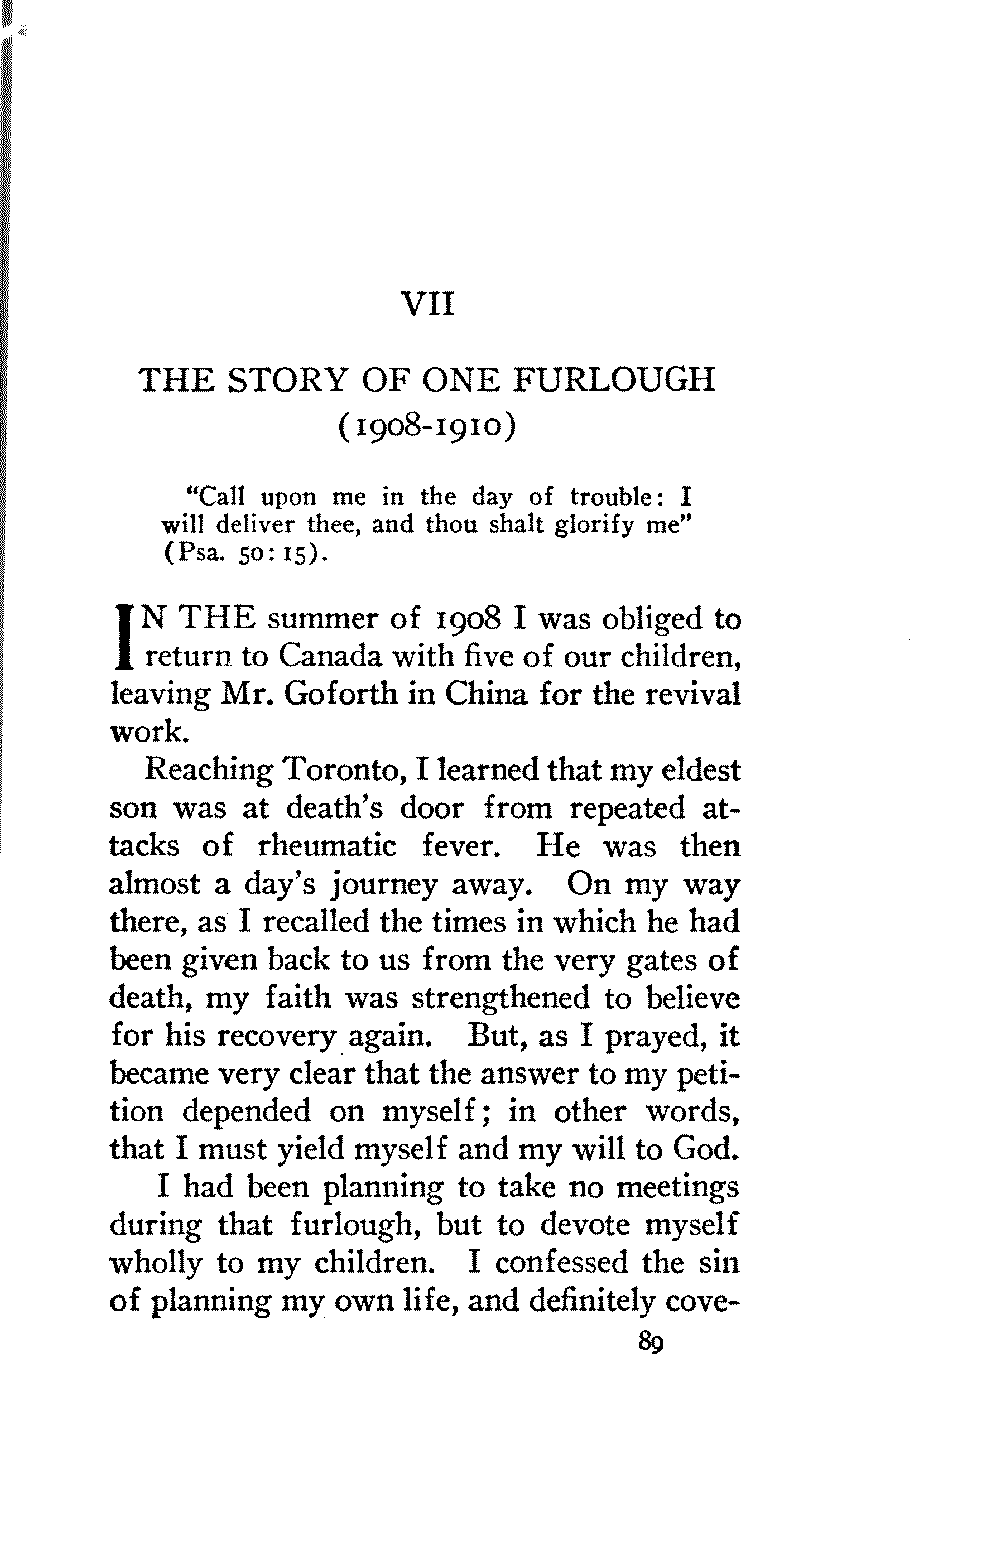 VII
THE STORY OF ONE FURLOUGH
(1908-1910)
“Call upon me in the day of trouble: I
will deliver thee, and thou shalt glorify me”
(Psa. 50:15).
IN THE summer of 1908 I was obliged to
return to Canada with five of our children,
leaving Mr. Goforth in China for the revival
work.
Reaching Toronto, I learned that my eldest
son was at death's door from repeated at-
tacks of rheumatic fever. He was then
almost a day's journey away. On my way
there, as I recalled the times in which he had
been given back to us from the very gates of
death, my faith was strengthened to believe
for his recovery again. But, as I prayed, it
became very clear that the answer to my peti-
tion depended on myself; in other words,
that I must yield myself and my will to God.
I had been planning to take no meetings
during that furlough, but to devote myself
wholly to my children. I confessed the sin
of planning my own life, and definitely cove-
89